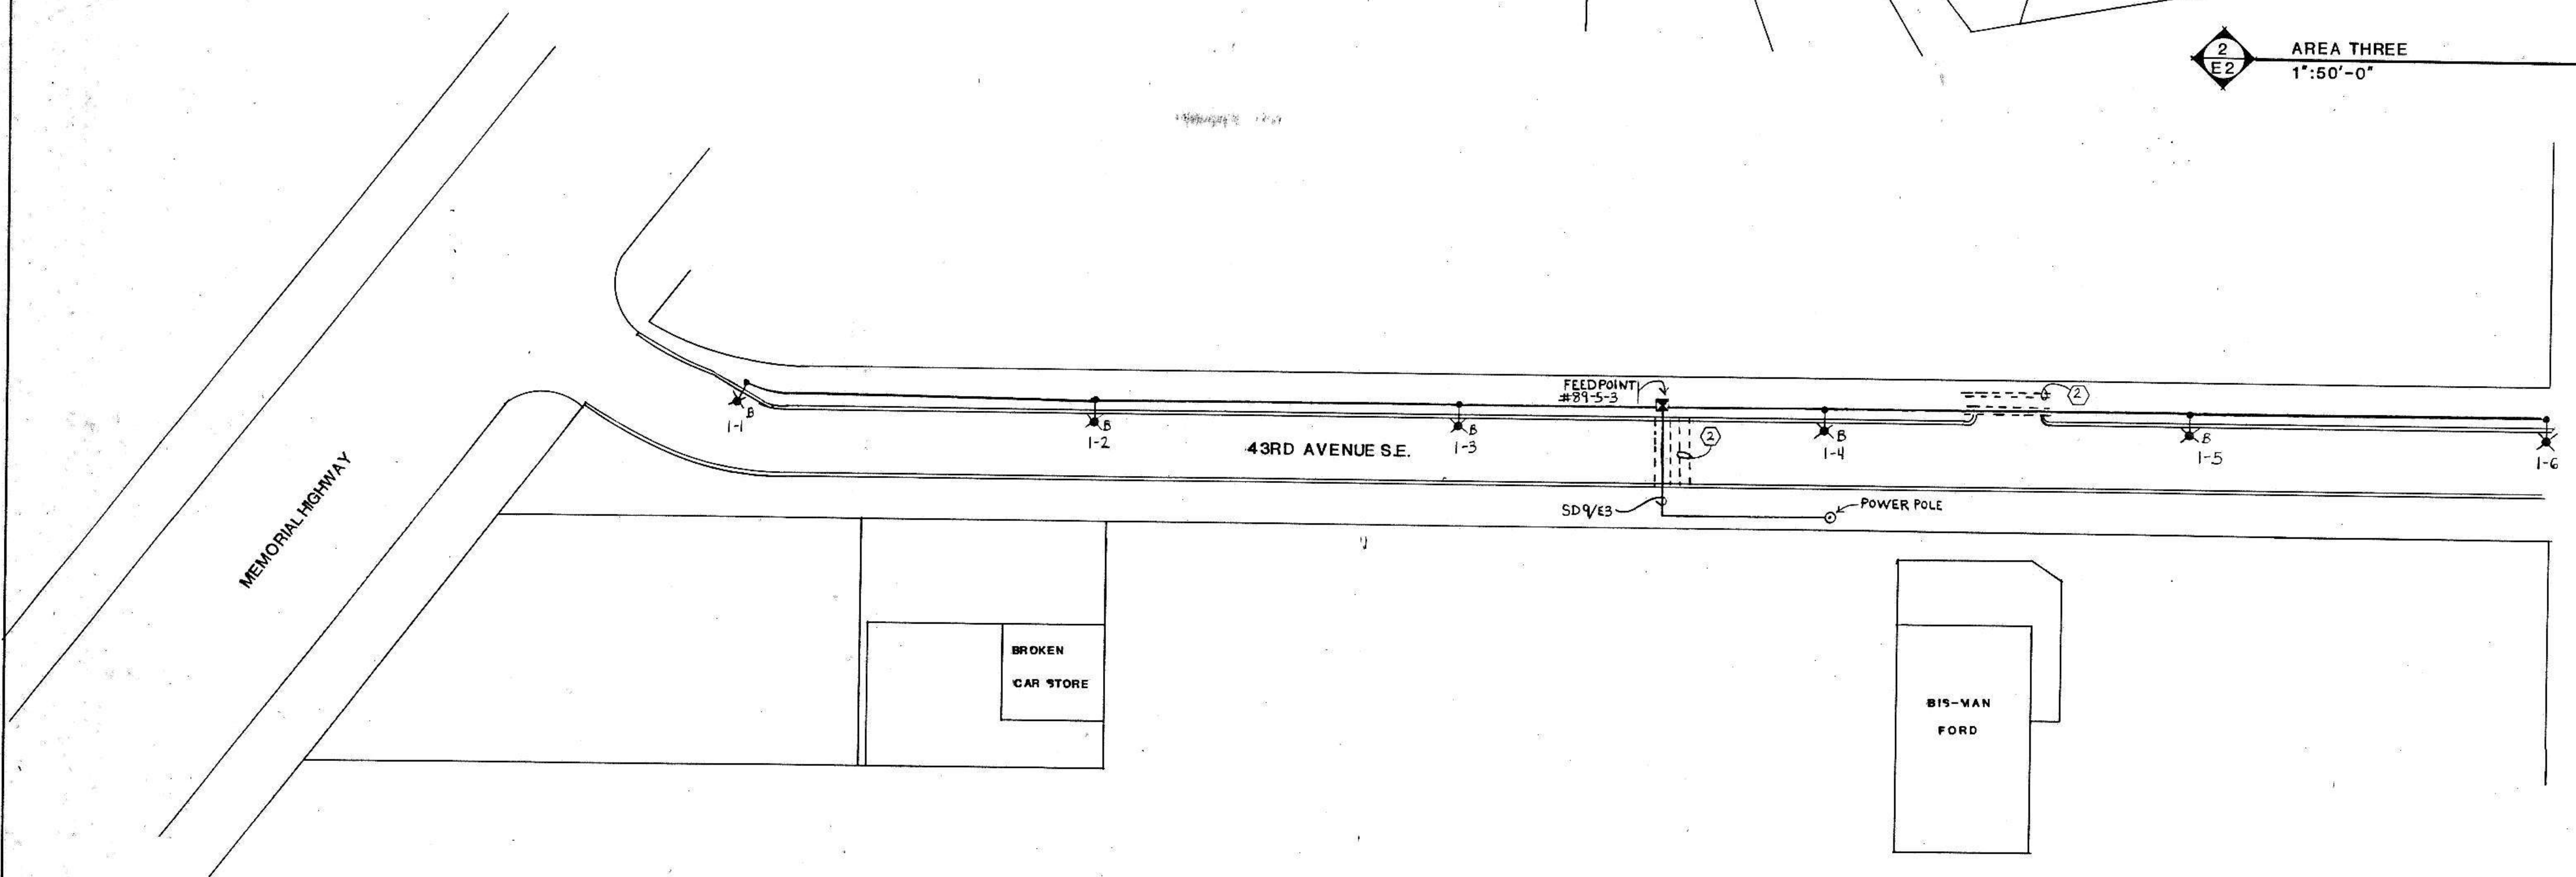 2
E2
AREA THREE
1":50'-0"
FEEDPOINT
#89-5-3
2
B
1-1
B
1-2
B
1-3
43RD AVENUE S.E.
2
B
1-4
B
1-5
1-6
SD9/E3
POWER POLE
MEMORIAL HIGHWAY
BROKEN
CAR STORE
BIS-MAN
FORD